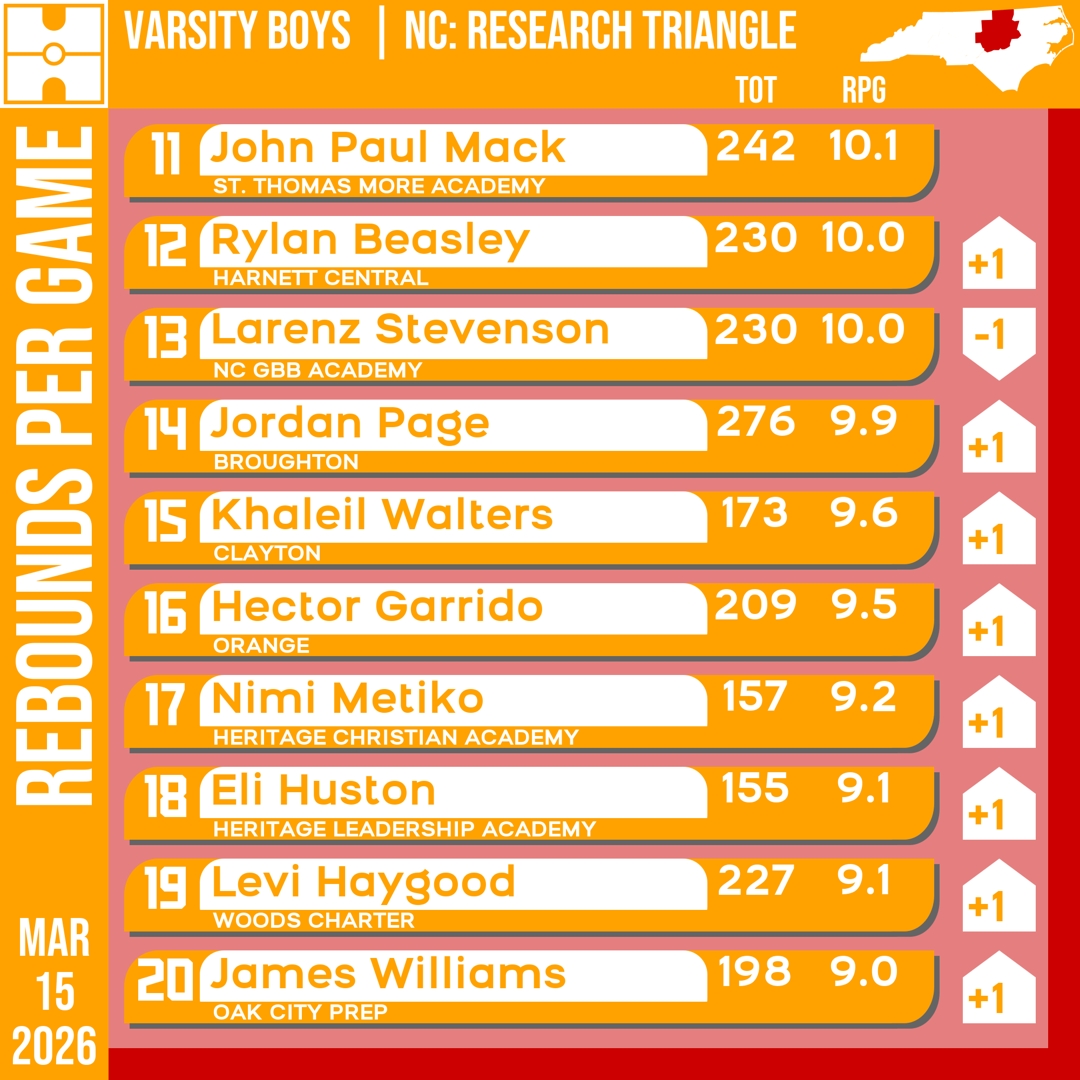 VARSITY BOYS | NC: RESEARCH TRIANGLE
TOT RPG
REBOUNDS PER GAME
MAR
15
2026
11 John Paul Mack 242 10.1
ST. THOMAS MORE ACADEMY
12 Rylan Beasley 230 10.0 +1
HARNETT CENTRAL
13 Larenz Stevenson 230 10.0 -1
NC GBB ACADEMY
14 Jordan Page 276 9.9 +1
BROUGHTON
15 Khaleil Walters 173 9.6 +1
CLAYTON
16 Hector Garrido 209 9.5 +1
ORANGE
17 Nimi Metiko 157 9.2 +1
HERITAGE CHRISTIAN ACADEMY
18 Eli Huston 155 9.1 +1
HERITAGE LEADERSHIP ACADEMY
19 Levi Haygood 227 9.1 +1
WOODS CHARTER
20 James Williams 198 9.0 +1
OAK CITY PREP